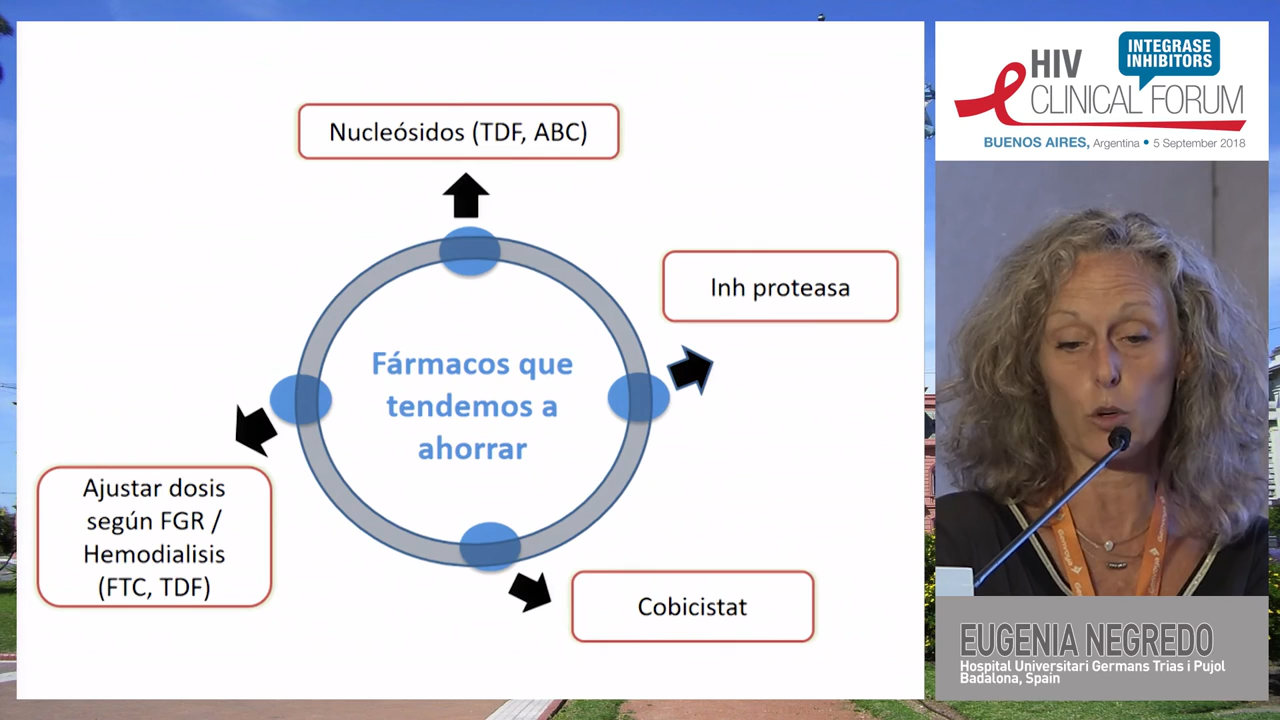 Nucleósidos (TDF, ABC)
Inh proteasa
Fármacos que
tendemos a
ahorrar
Ajustar dosis
según FGR /
Hemodialisis
(FTC, TDF)
Cobicistat
INTEGRASE
INHIBITORS
HIV
CLINICAL FORUM
BUENOS AIRES, Argentina • 5 September 2018
EUGENIA NEGREDO
Hospital Universitari Germans Trias i Pujol
Badalona, Spain